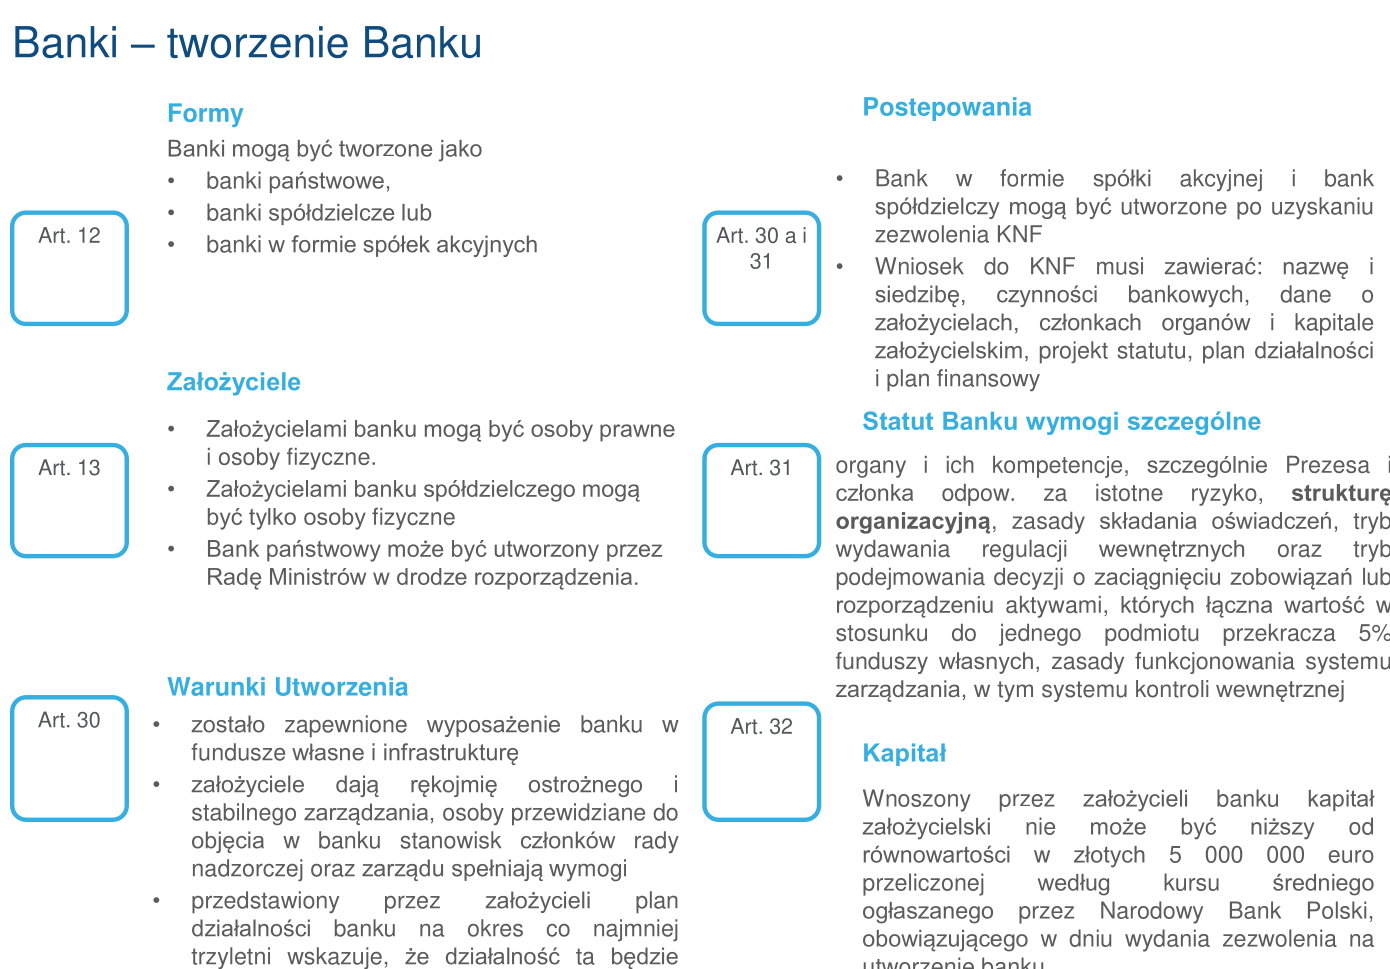 Banki – tworzenie Banku
Formy
Banki mogą być tworzone jako
• banki państwowe,
• banki spółdzielcze lub
• banki w formie spółek akcyjnych
Art. 12
Założyciele
• Założycielami banku mogą być osoby prawne
i osoby fizyczne.
• Założycielami banku spółdzielczego mogą
być tylko osoby fizyczne
• Bank państwowy może być utworzony przez
Radę Ministrów w drodze rozporządzenia.
Art. 13
Warunki Utworzenia
Art. 30
• zostało zapewnione wyposażenie banku w
fundusze własne i infrastrukturę
• założyciele dają rękojmię ostrożnego i
stabilnego zarządzania, osoby przewidziane do
objęcia w banku stanowisk członków rady
nadzorczej oraz zarządu spełniają wymogi
• przedstawiony przez założycieli plan
działalności banku na okres co najmniej
trzyletni wskazuje, że działalność ta będzie
Postepowania
Art. 30 a i
31
• Bank w formie spółki akcyjnej i bank
spółdzielczy mogą być utworzone po uzyskaniu
zezwolenia KNF
• Wniosek do KNF musi zawierać: nazwę i
siedzibę, czynności bankowych, dane o
założycielach, członkach organów i kapitale
założycielskim, projekt statutu, plan działalności
i plan finansowy
Statut Banku wymogi szczególne
Art. 31
organy i ich kompetencje, szczególnie Prezesa i
członka odpow. za istotne ryzyko, strukturę
organizacyjną, zasady składania oświadczeń, tryb
wydawania regulacji wewnętrznych oraz tryb
podejmowania decyzji o zaciągnięciu zobowiązań lub
rozporządzeniu aktywami, których łączna wartość w
stosunku do jednego podmiotu przekracza 5%
funduszy własnych, zasady funkcjonowania systemu
zarządzania, w tym systemu kontroli wewnętrznej
Art. 32
Kapitał
Wnoszony przez założycieli banku kapitał
założycielski nie może być niższy od
równowartości w złotych 5 000 000 euro
przeliczonej według kursu średniego
ogłaszanego przez Narodowy Bank Polski,
obowiązującego w dniu wydania zezwolenia na
utworzenie banku